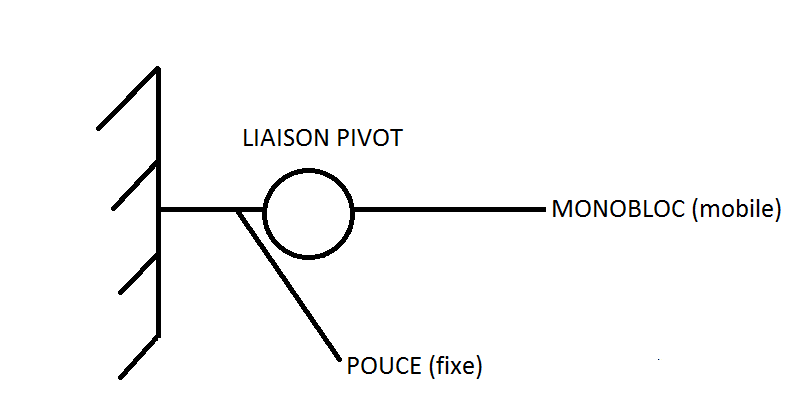 LIAISON PIVOT
MONOBLOC (mobile)
POUCE (fixe)